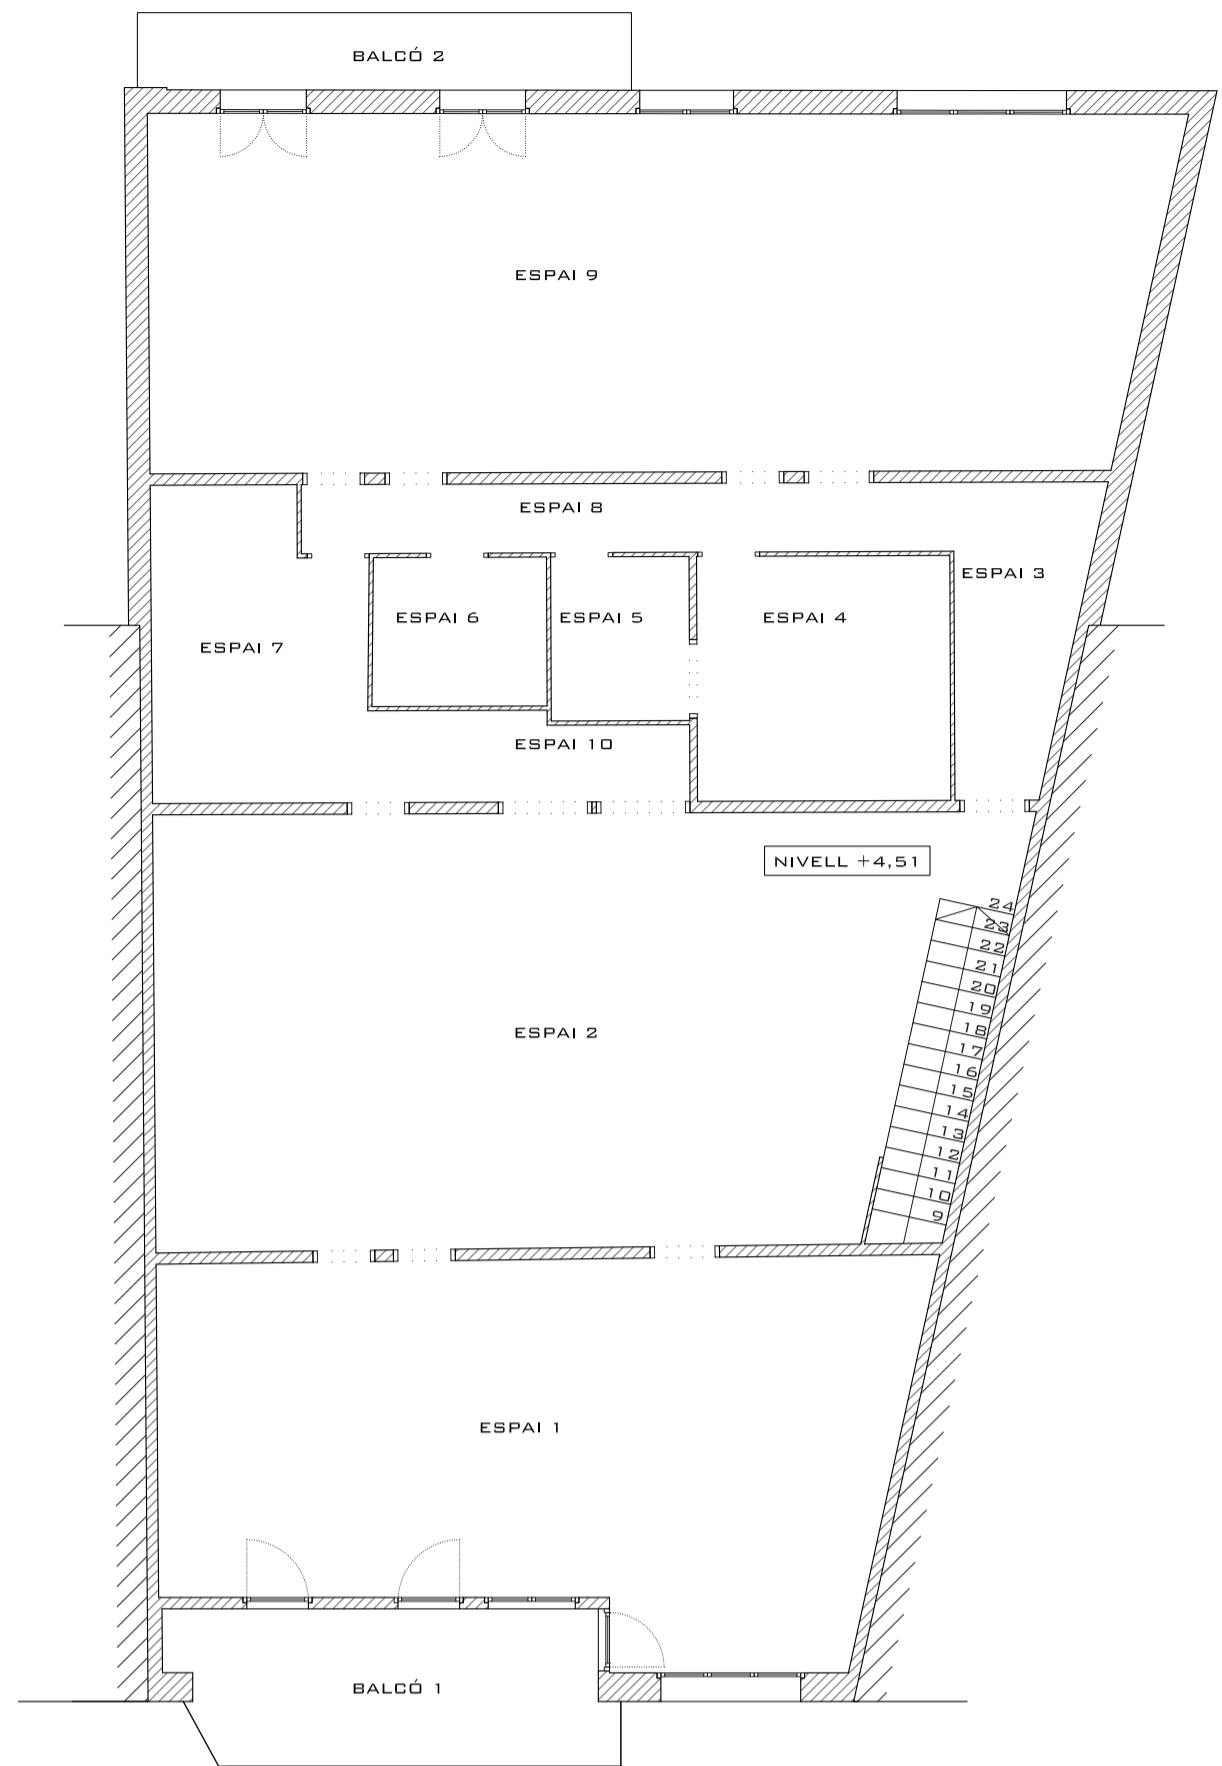 BALCÓ 2
ESPAI 9
ESPAI 8
ESPAI 3
ESPAI 6
ESPAI 5
ESPAI 4
ESPAI 7
ESPAI 10
NIVELL +4,51
24
23
22
21
20
19
18
17
16
15
14
13
12
11
10
9
ESPAI 2
ESPAI 1
BALCÓ 1